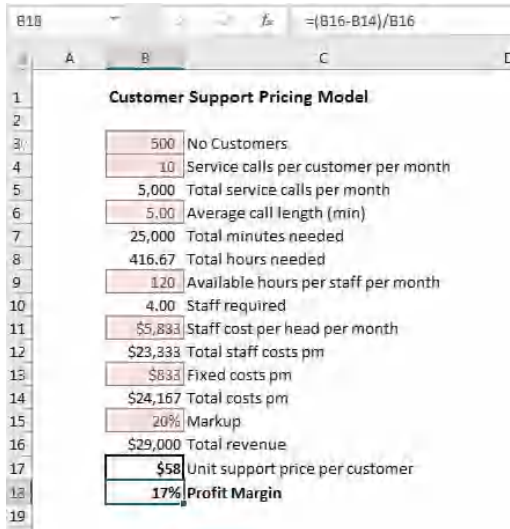 B18 fx =(B16-B14)/B16
A B C D
1 Customer Support Pricing Model
2
3 500 No Customers
4 10 Service calls per customer per month
5 5,000 Total service calls per month
6 5.00 Average call length (min)
7 25,000 Total minutes needed
8 416.67 Total hours needed
9 120 Available hours per staff per month
10 4.00 Staff required
11 $5,833 Staff cost per head per month
12 $23,333 Total staff costs pm
13 $833 Fixed costs pm
14 $24,167 Total costs pm
15 20% Markup
16 $29,000 Total revenue
17 $58 Unit support price per customer
18 17% Profit Margin
19